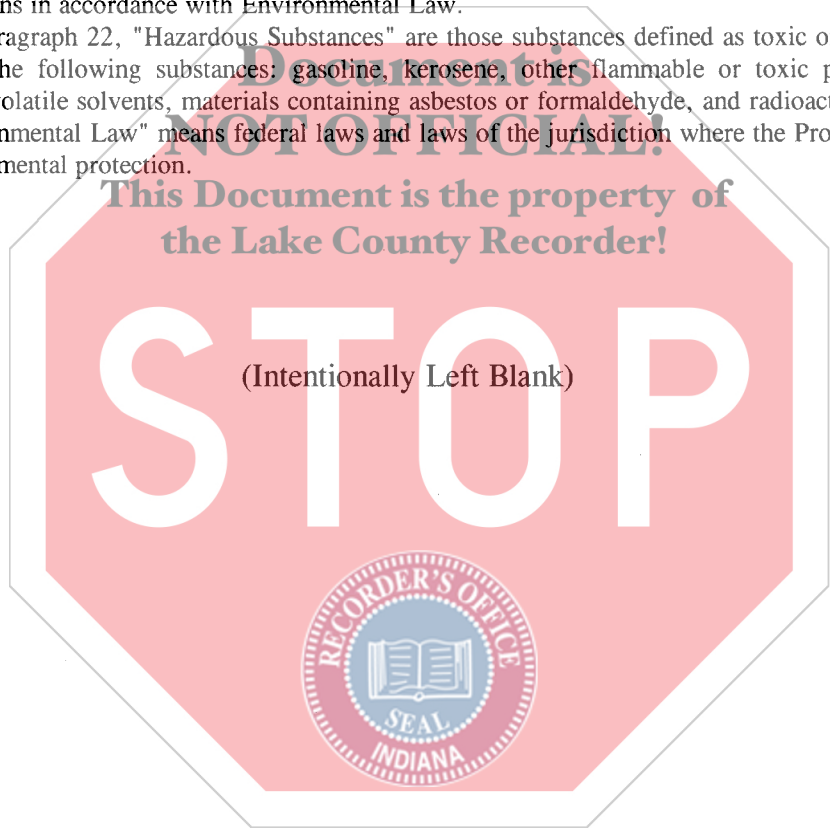 ns in accordance with Environmental Law.
ragraph 22, "Hazardous Substances" are those substances defined as toxic o
he following substances: gasoline, kerosene, other flammable or toxic p
olatile solvents, materials containing asbestos or formaldehyde, and radioact
nmental Law" means federal laws and laws of the jurisdiction where the Pro
mental protection.
Document is
NOT OFFICIAL!
This Document is the property of
the Lake County Recorder!
STOP
(Intentionally Left Blank)
RECORDER'S OFFICE
SEAL
INDIANA